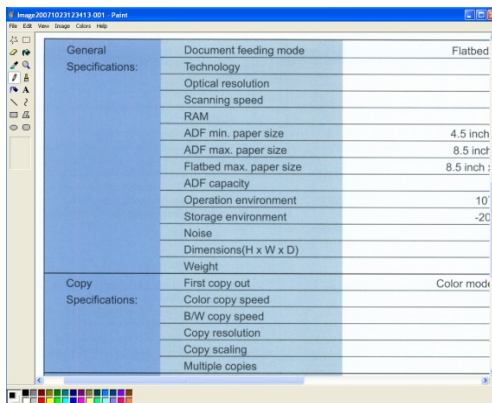 Image20071023123413-001 - Paint
File Edit View Image Colors Help
General Specifications:
Document feeding mode Flatbed
Technology
Optical resolution
Scanning speed
RAM
ADF min. paper size 4.5 inch
ADF max. paper size 8.5 inch
Flatbed max. paper size 8.5 inch
ADF capacity
Operation environment 10
Storage environment -20
Noise
Dimensions(H x W x D)
Weight
Copy Specifications:
First copy out Color mode
Color copy speed
B/W copy speed
Copy resolution
Copy scaling
Multiple copies